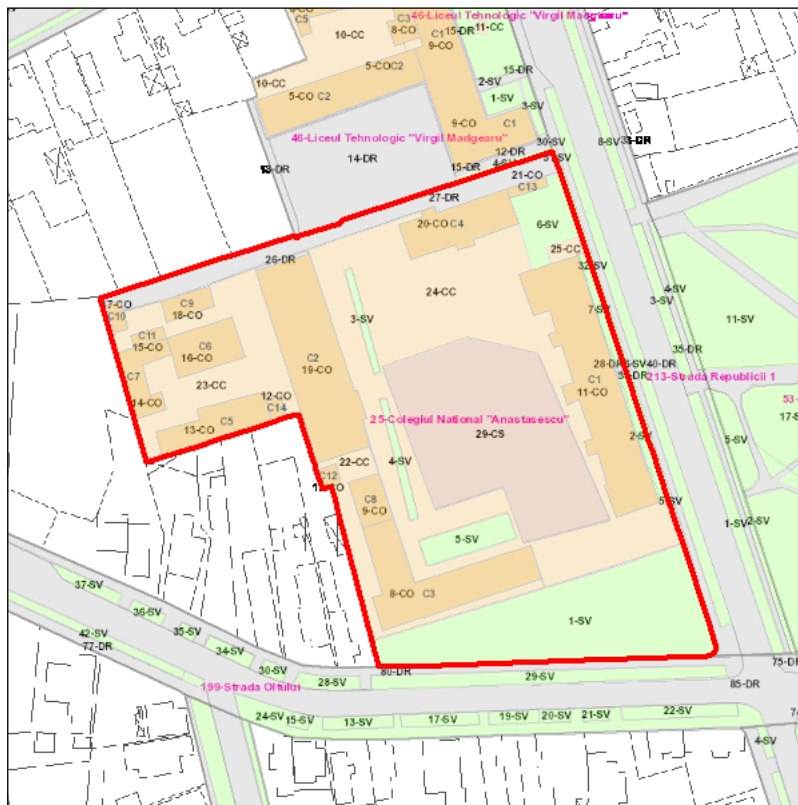 46-Liceul Tehnologic "Virgil Madgearu"
C5
C3
8-CO
C1
9-CO
15-DR
11-CC
10-CC
5-COC2
15-DR
10-CC
2-SV
5-CO C2
1-SV
3-SV
9-CO
C1
46-Liceul Tehnologic "Virgil Madgearu"
30-SV
8-SV
14-DR
12-DR
15-DR
21-CO
C13
27-DR
20-CO C4
6-SV
25-CC
26-DR
32-SV
24-CC
4-SV
3-SV
7-SV
11-SV
C10
C9
18-CO
3-SV
C11
15-CO
C6
16-CO
C2
19-CO
35-DR
40-DR
C7
C1
11-CO
213-Strada Republicii 1
23-CC
12-CO
C14
14-CO
53-
17-S
25-Colegiul National "Anastasescu"
29-CS
13-CO
C5
2-SV
5-SV
22-CC
4-SV
C12
C8
9-CO
5-SV
1-SV
2-SV
5-SV
8-CO
C3
1-SV
37-SV
36-SV
35-SV
42-SV
77-DR
34-SV
30-SV
80-DR
28-SV
29-SV
75-DR
199-Strada Oltului
85-DR
24-SV
15-SV
13-SV
17-SV
19-SV
20-SV
21-SV
22-SV
4-SV